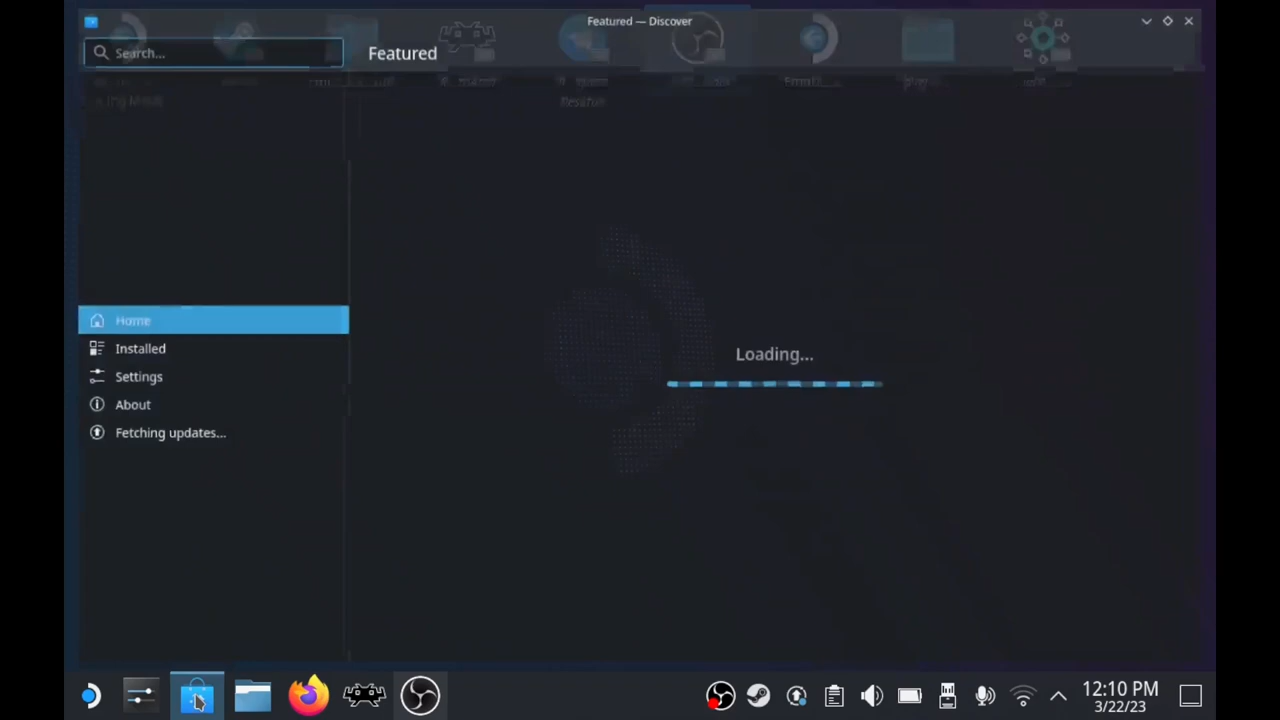 Featured — Discover
Search...
Featured
Home
Installed
Settings
About
Fetching updates...
Loading...
12:10 PM
3/22/23